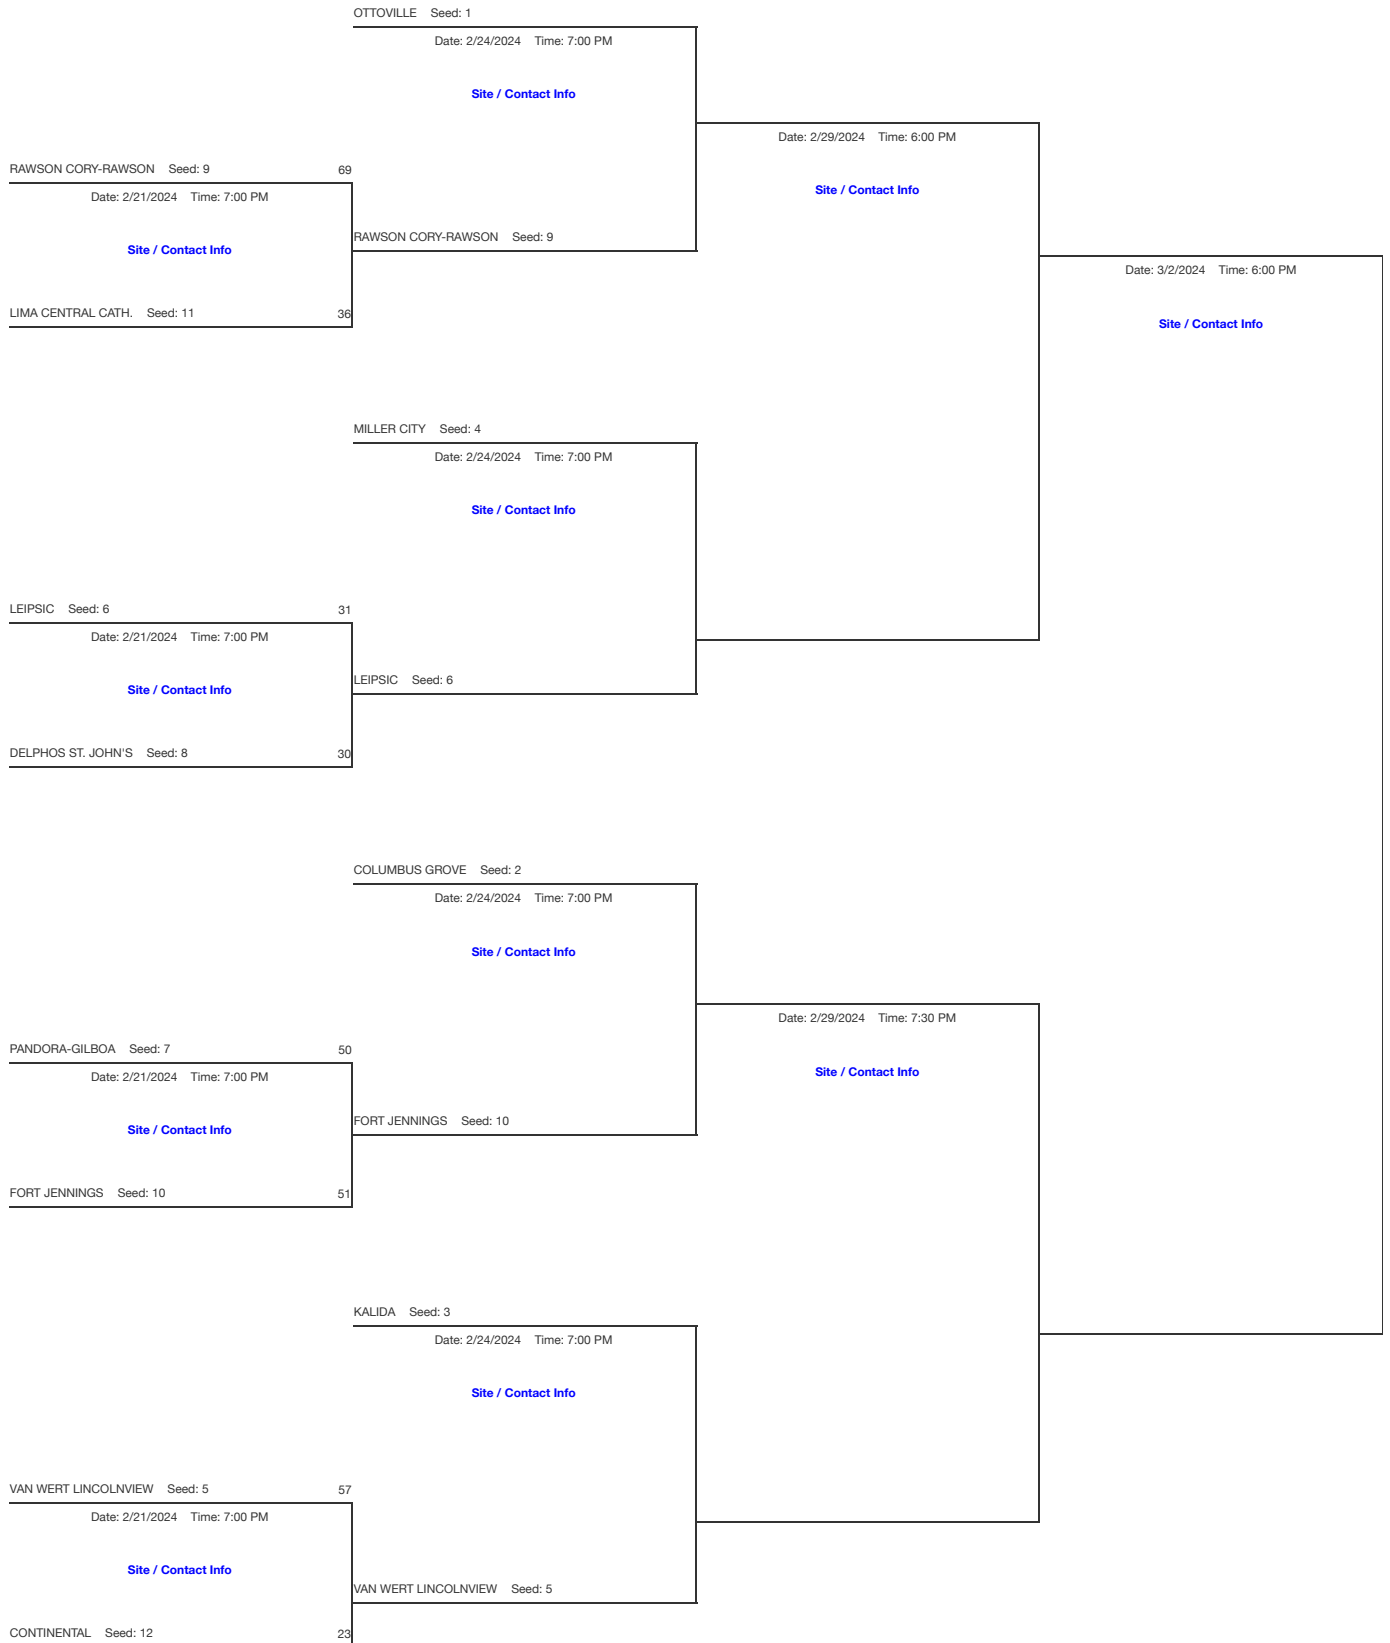 OTTOVILLE Seed: 1
Date: 2/24/2024 Time: 7:00 PM
Site / Contact Info
Date: 2/29/2024 Time: 6:00 PM
RAWSON CORY-RAWSON Seed: 9 69
Date: 2/21/2024 Time: 7:00 PM
Site / Contact Info
RAWSON CORY-RAWSON Seed: 9
Site / Contact Info
Date: 3/2/2024 Time: 6:00 PM
LIMA CENTRAL CATH. Seed: 11 36
Site / Contact Info
MILLER CITY Seed: 4
Date: 2/24/2024 Time: 7:00 PM
Site / Contact Info
LEIPSIC Seed: 6 31
Date: 2/21/2024 Time: 7:00 PM
LEIPSIC Seed: 6
Site / Contact Info
DELPHOS ST. JOHN'S Seed: 8 30
COLUMBUS GROVE Seed: 2
Date: 2/24/2024 Time: 7:00 PM
Site / Contact Info
Date: 2/29/2024 Time: 7:30 PM
PANDORA-GILBOA Seed: 7 50
Site / Contact Info
Date: 2/21/2024 Time: 7:00 PM
FORT JENNINGS Seed: 10
Site / Contact Info
FORT JENNINGS Seed: 10 51
KALIDA Seed: 3
Date: 2/24/2024 Time: 7:00 PM
Site / Contact Info
VAN WERT LINCOLNVIEW Seed: 5 57
Date: 2/21/2024 Time: 7:00 PM
Site / Contact Info
VAN WERT LINCOLNVIEW Seed: 5
CONTINENTAL Seed: 12 23